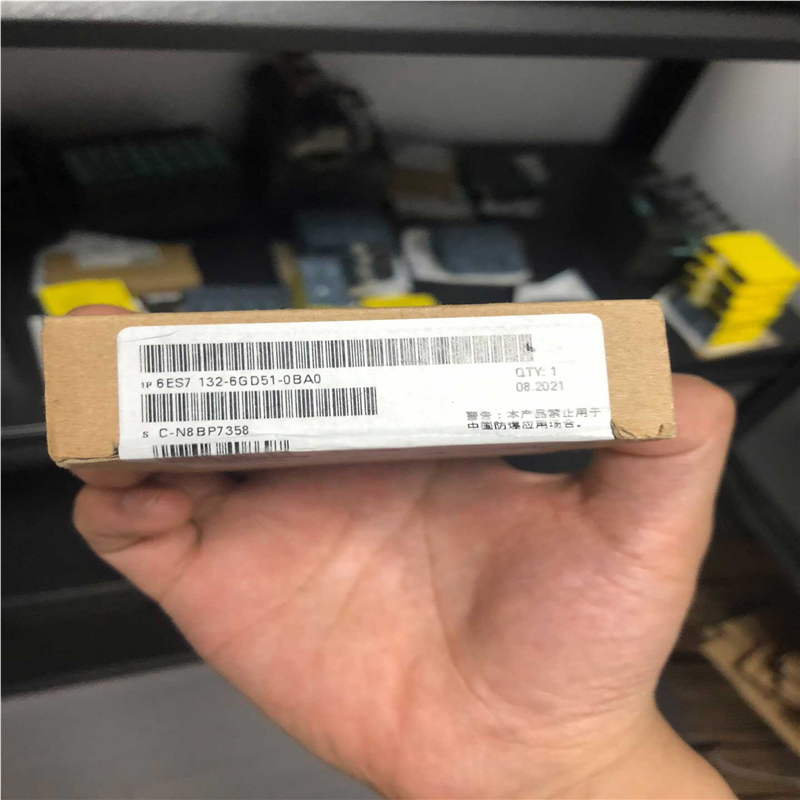 1P 6ES7 132-6GD51-0BA0
QTY: 1
08.2021
S C-N8BP7358
警告：本产品禁止用于
中国防爆应用场合。